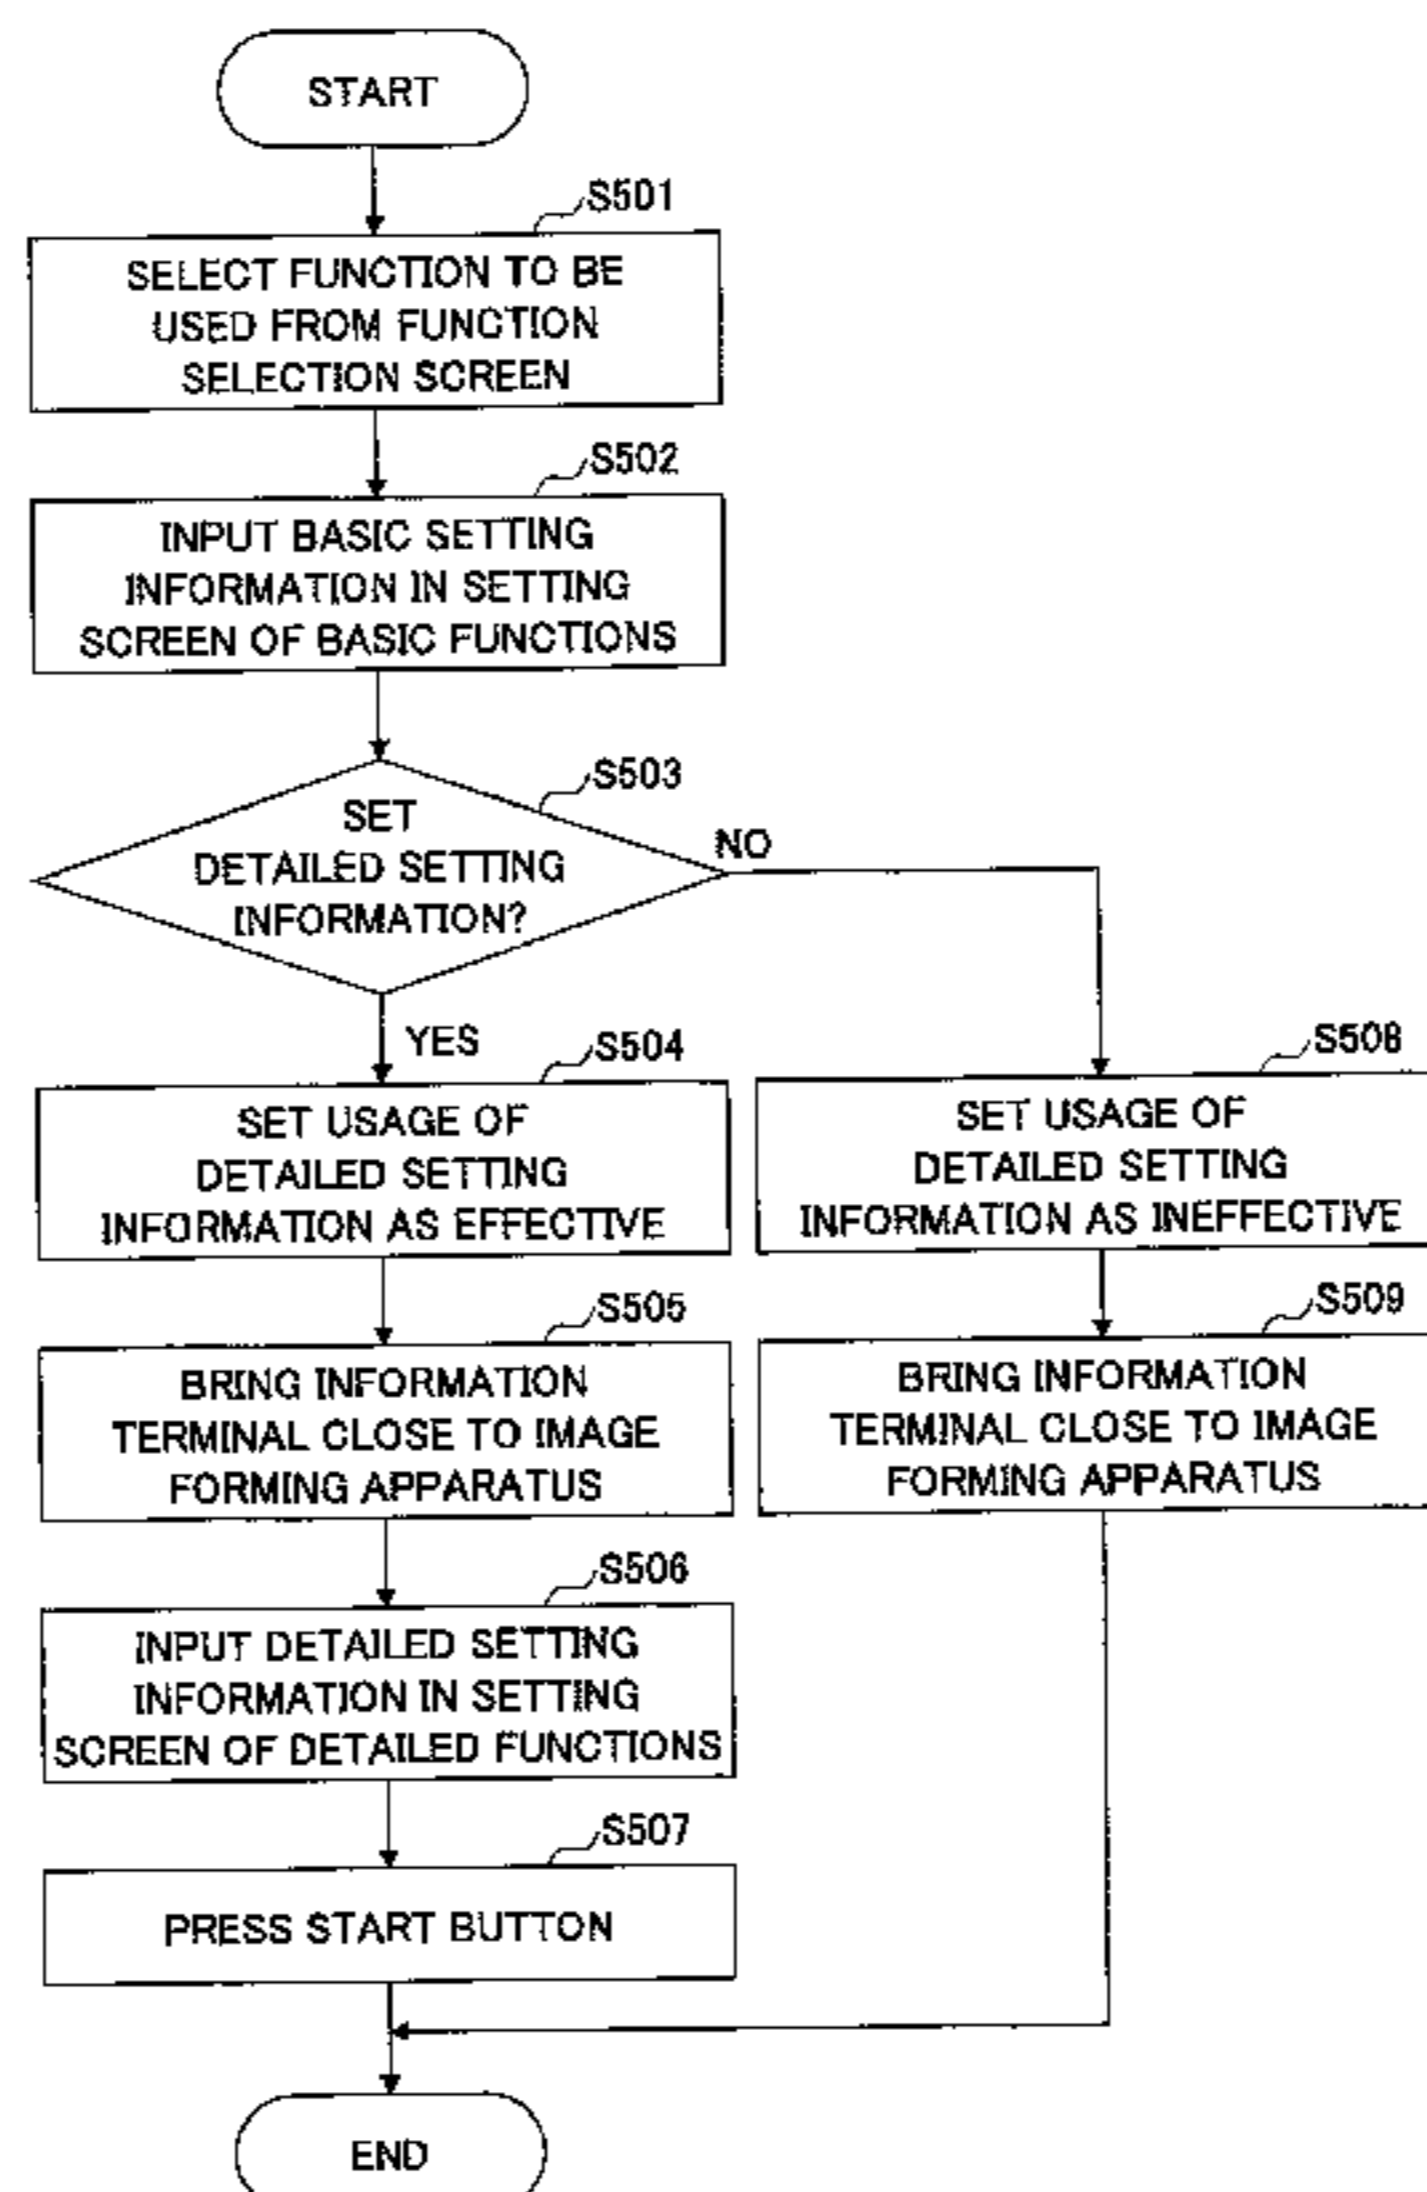 START
S501
SELECT FUNCTION TO BE
USED FROM FUNCTION
SELECTION SCREEN
S502
INPUT BASIC SETTING
INFORMATION IN SETTING
SCREEN OF BASIC FUNCTIONS
S503
SET
DETAILED SETTING
INFORMATION?
NO
YES
S504
SET USAGE OF
DETAILED SETTING
INFORMATION AS EFFECTIVE
S508
SET USAGE OF
DETAILED SETTING
INFORMATION AS INEFFECTIVE
S505
BRING INFORMATION
TERMINAL CLOSE TO IMAGE
FORMING APPARATUS
S509
BRING INFORMATION
TERMINAL CLOSE TO IMAGE
FORMING APPARATUS
S506
INPUT DETAILED SETTING
INFORMATION IN SETTING
SCREEN OF DETAILED FUNCTIONS
S507
PRESS START BUTTON
END